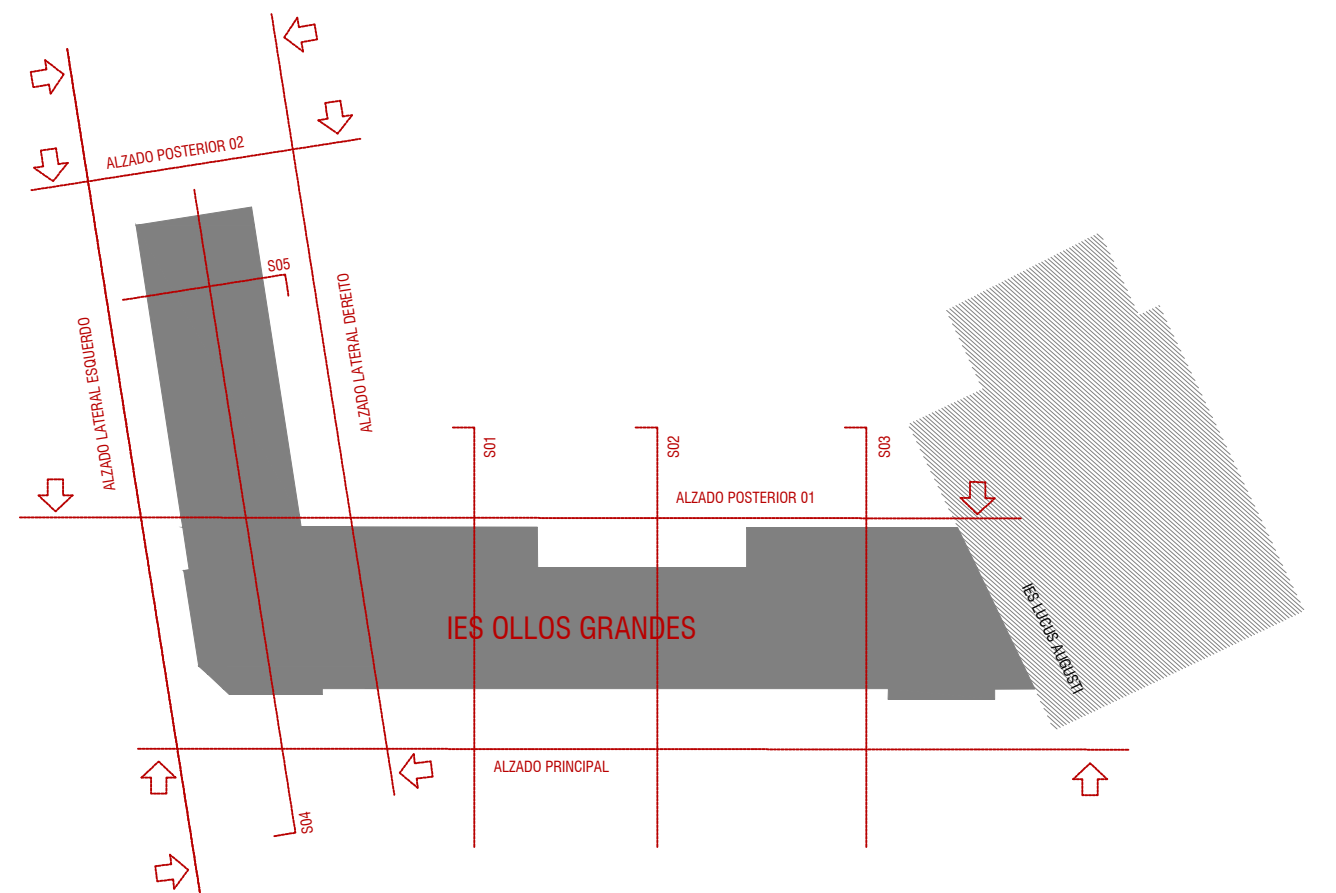 ALZADO POSTERIOR 02
S05
ALZADO LATERAL ESQUERDO
ALZADO LATERAL DEREITO
S01
S02
S03
ALZADO POSTERIOR 01
IES OLLOS GRANDES
IES LUCUS AUGUSTI
ALZADO PRINCIPAL
S04